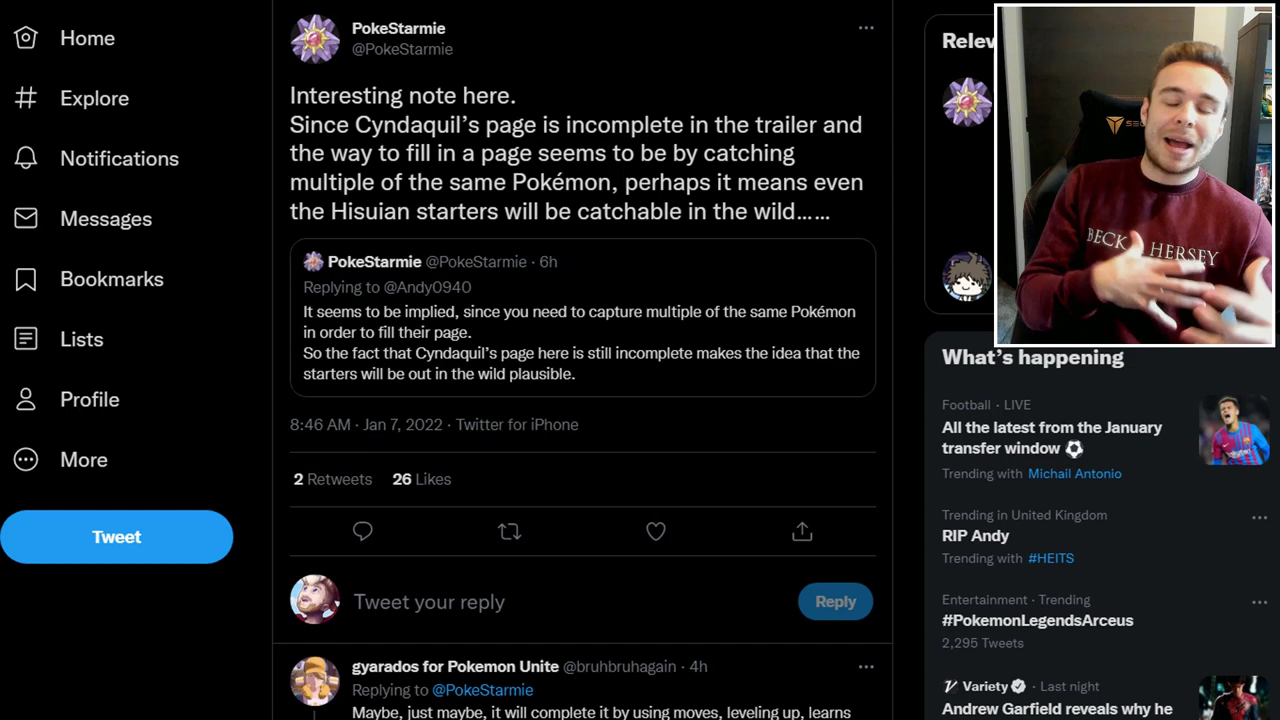 Home
Explore
Notifications
Messages
Bookmarks
Lists
Profile
More
Tweet
PokeStarmie
@PokeStarmie
Interesting note here.
Since Cyndaquil’s page is incomplete in the trailer and
the way to fill in a page seems to be by catching
multiple of the same Pokémon, perhaps it means even
the Hisuian starters will be catchable in the wild……
PokeStarmie @PokeStarmie · 6h
Replying to @Andy0940
It seems to be implied, since you need to capture multiple of the same Pokémon
in order to fill their page.
So the fact that Cyndaquil’s page here is still incomplete makes the idea that the
starters will be out in the wild plausible.
8:46 AM · Jan 7, 2022 · Twitter for iPhone
2 Retweets 26 Likes
Tweet your reply
Reply
gyarados for Pokemon Unite @bruhbruhagain · 4h
Replying to @PokeStarmie
Maybe, just maybe, it will complete it by using moves, leveling up, learns
Relev
BECK HERSEY
What’s happening
Football · LIVE
All the latest from the January
transfer window
Trending with Michail Antonio
Trending in United Kingdom
RIP Andy
Trending with #HEITS
Entertainment · Trending
#PokemonLegendsArceus
2,295 Tweets
Variety · Last night
Andrew Garfield reveals why he